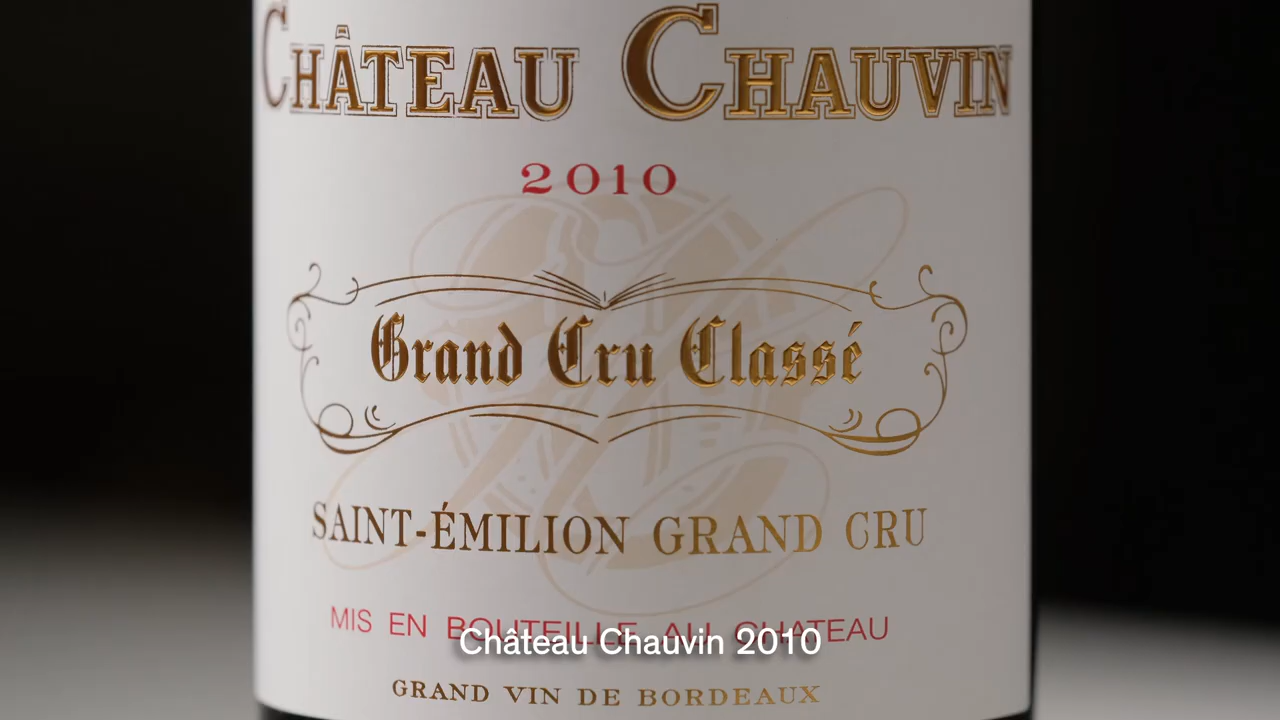 CHÂTEAU CHAUVIN
2010
Grand Cru Classé
SAINT-ÉMILION GRAND CRU
MIS EN BOUTEILLE AU CHATEAU
Château Chauvin 2010
GRAND VIN DE BORDEAUX